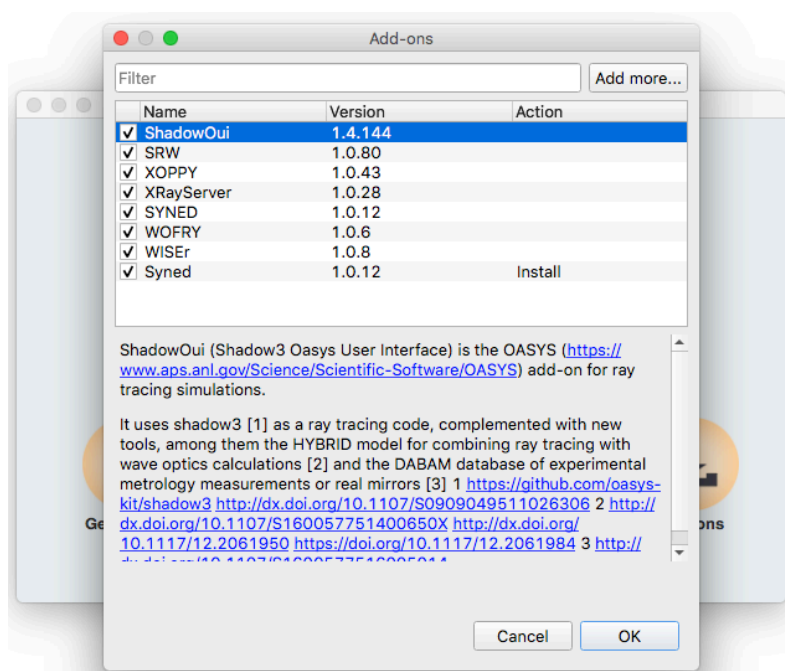 Add-ons
Filter
Add more...
Name Version Action
ShadowOui 1.4.144
SRW 1.0.80
XOPPY 1.0.43
XRayServer 1.0.28
SYNED 1.0.12
WOFRY 1.0.6
WISEr 1.0.8
Syned 1.0.12 Install
ShadowOui (Shadow3 Oasys User Interface) is the OASYS (https://
www.aps.anl.gov/Science/Scientific-Software/OASYS) add-on for ray
tracing simulations.
It uses shadow3 [1] as a ray tracing code, complemented with new
tools, among them the HYBRID model for combining ray tracing with
wave optics calculations [2] and the DABAM database of experimental
metrology measurements or real mirrors [3] 1 https://github.com/oasys-
kit/shadow3 http://dx.doi.org/10.1107/S0909049511026306 2 http://
dx.doi.org/10.1107/S160057751400650X http://dx.doi.org/
10.1117/12.2061950 https://doi.org/10.1117/12.2061984 3 http://
Ge
ons
Cancel
OK